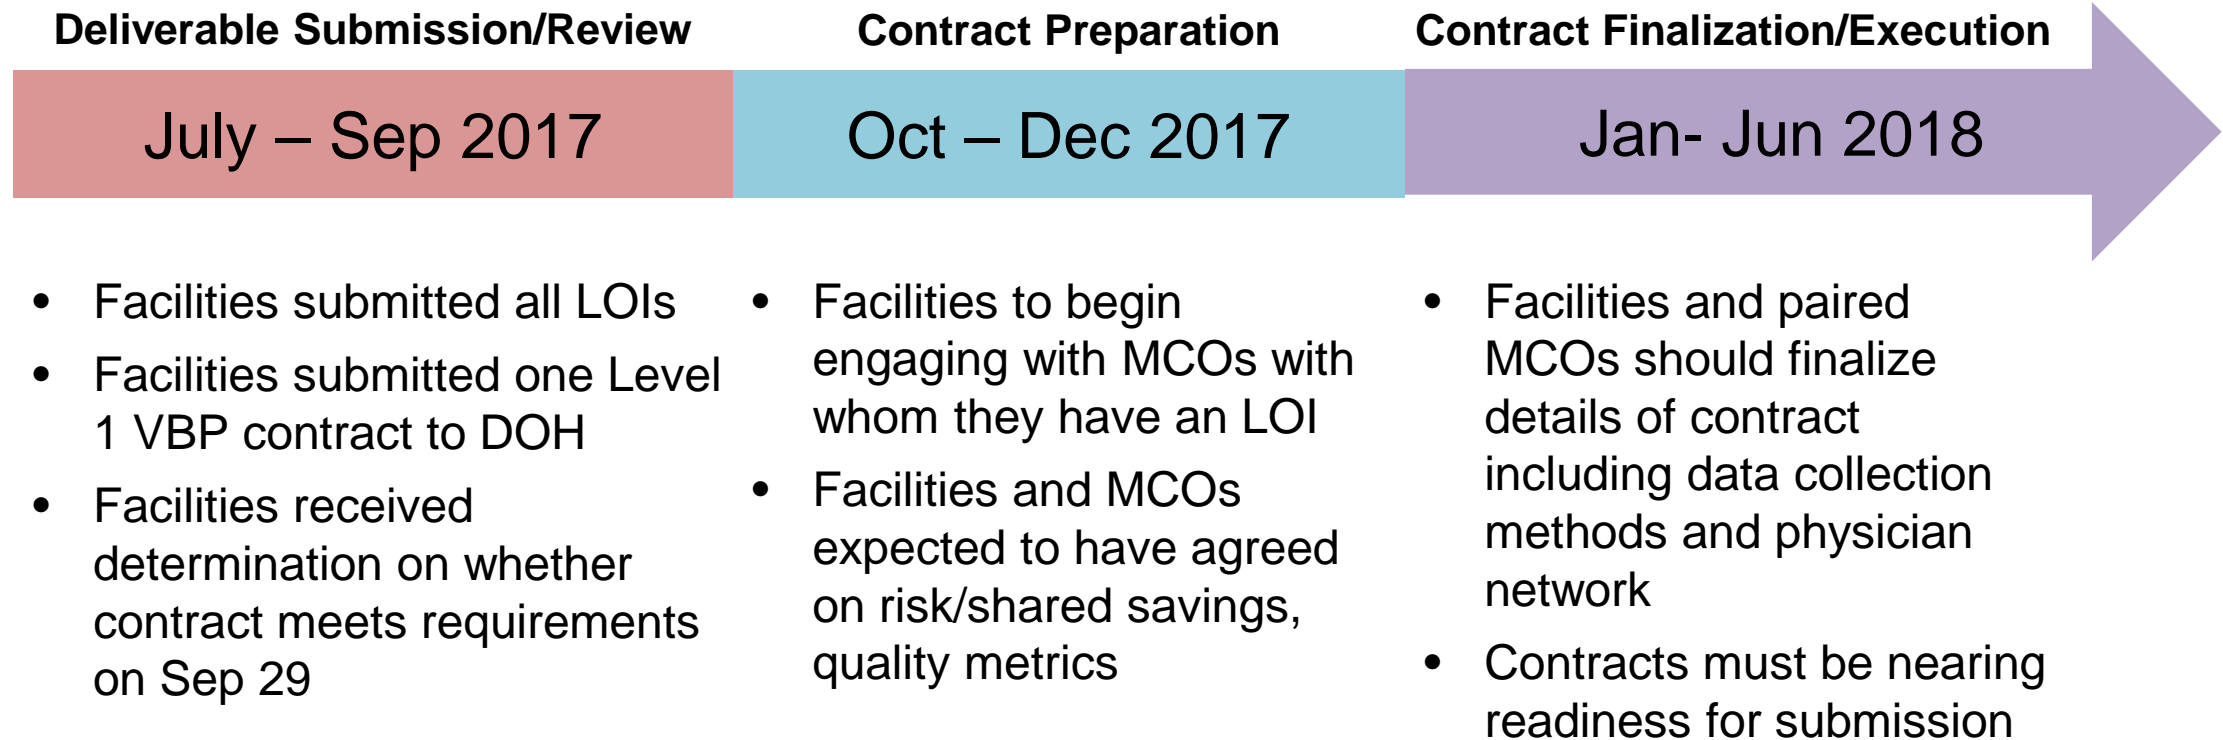 Deliverable Submission/Review
July – Sep 2017
• Facilities submitted all LOIs
• Facilities submitted one Level
1 VBP contract to DOH
• Facilities received
determination on whether
contract meets requirements
on Sep 29
Contract Preparation
Oct – Dec 2017
• Facilities to begin
engaging with MCOs with
whom they have an LOI
• Facilities and MCOs
expected to have agreed
on risk/shared savings,
quality metrics
Contract Finalization/Execution
Jan- Jun 2018
• Facilities and paired
MCOs should finalize
details of contract
including data collection
methods and physician
network
• Contracts must be nearing
readiness for submission